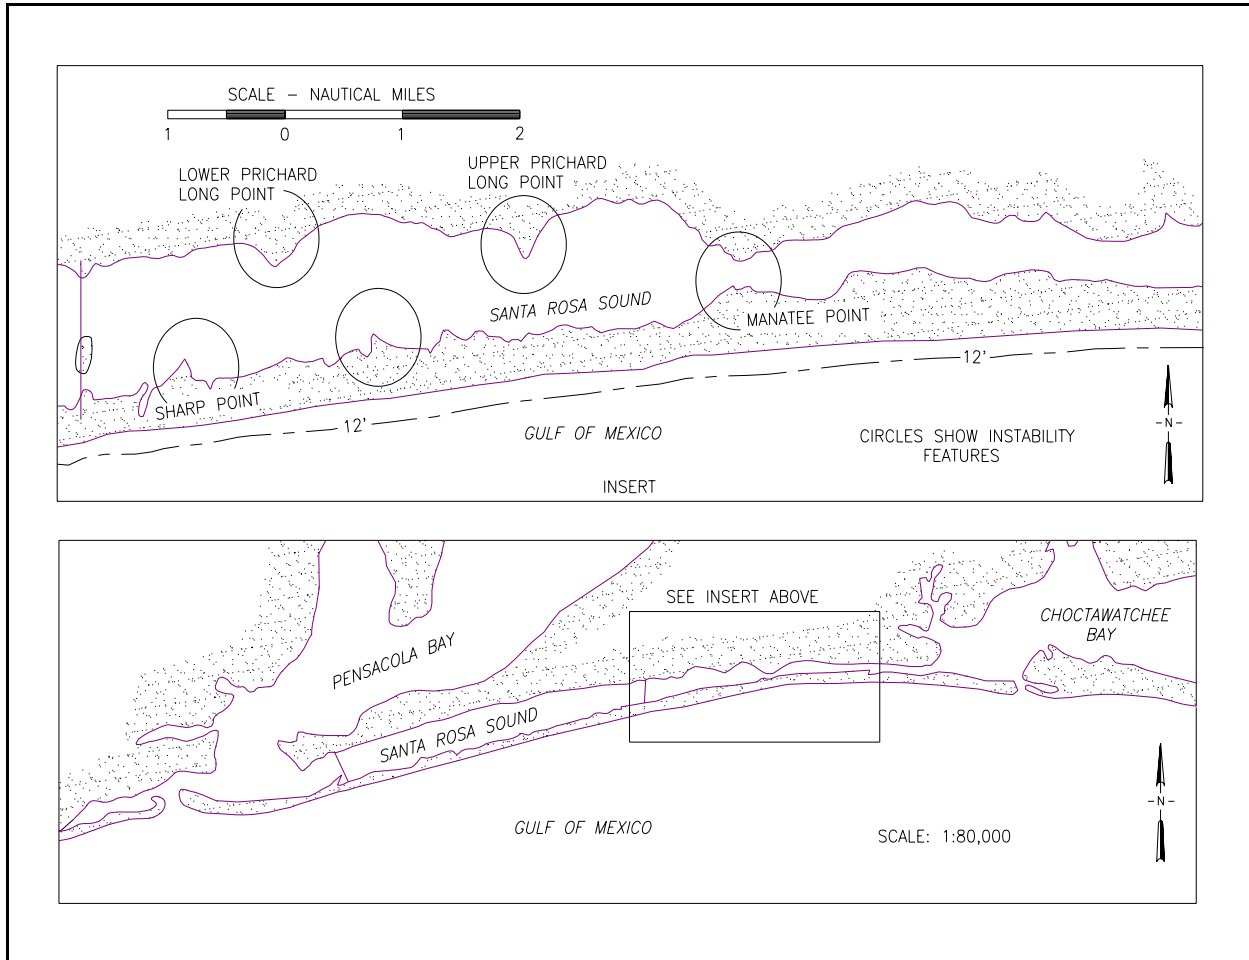 SCALE – NAUTICAL MILES
1 0 1 2
LOWER PRICHARD
LONG POINT
UPPER PRICHARD
LONG POINT
SANTA ROSA SOUND
MANATEE POINT
SHARP POINT
12'
12'
GULF OF MEXICO
CIRCLES SHOW INSTABILITY
FEATURES
-N-
INSERT
SEE INSERT ABOVE
CHOCTAWATCHEE
BAY
PENSACOLA BAY
SANTA ROSA SOUND
GULF OF MEXICO
SCALE: 1:80,000
-N-